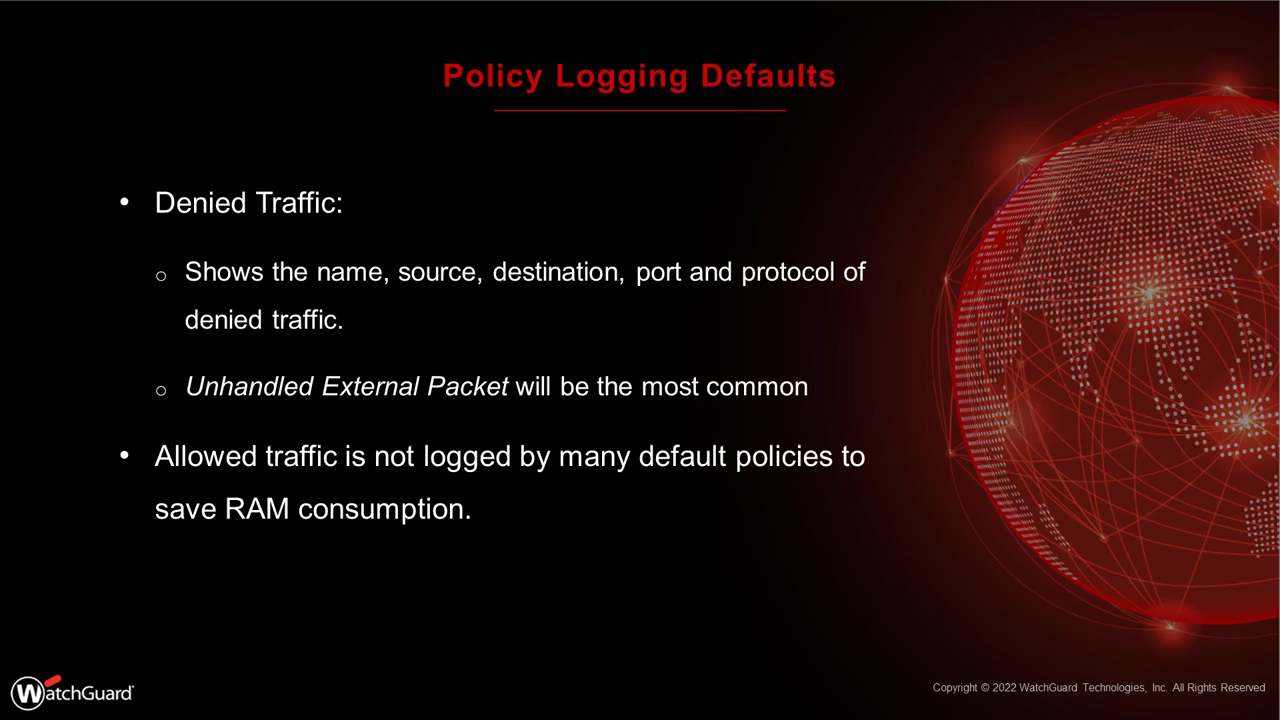 Policy Logging Defaults
• Denied Traffic:
o Shows the name, source, destination, port and protocol of
denied traffic.
o Unhandled External Packet will be the most common
• Allowed traffic is not logged by many default policies to
save RAM consumption.
WatchGuard
Copyright © 2022 WatchGuard Technologies, Inc. All Rights Reserved